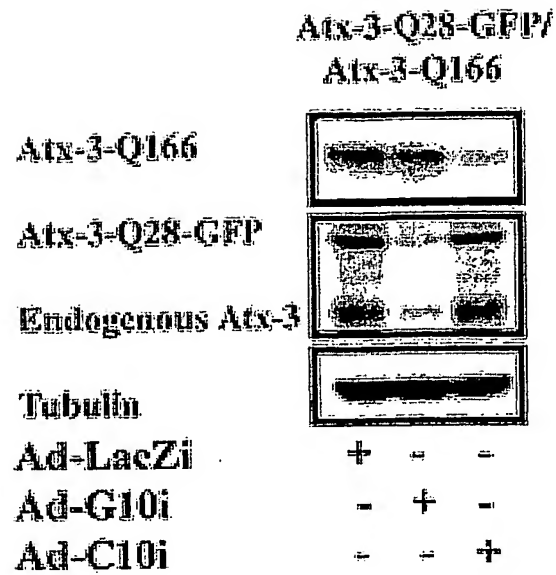 Atx-3-Q28-GFP/
Atx-3-Q166
Atx-3-Q166
Atx-3-Q28-GFP
Endogenous Atx-3
Tubulin
Ad-LacZi + - -
Ad-G10i - + -
Ad-C10i - - +